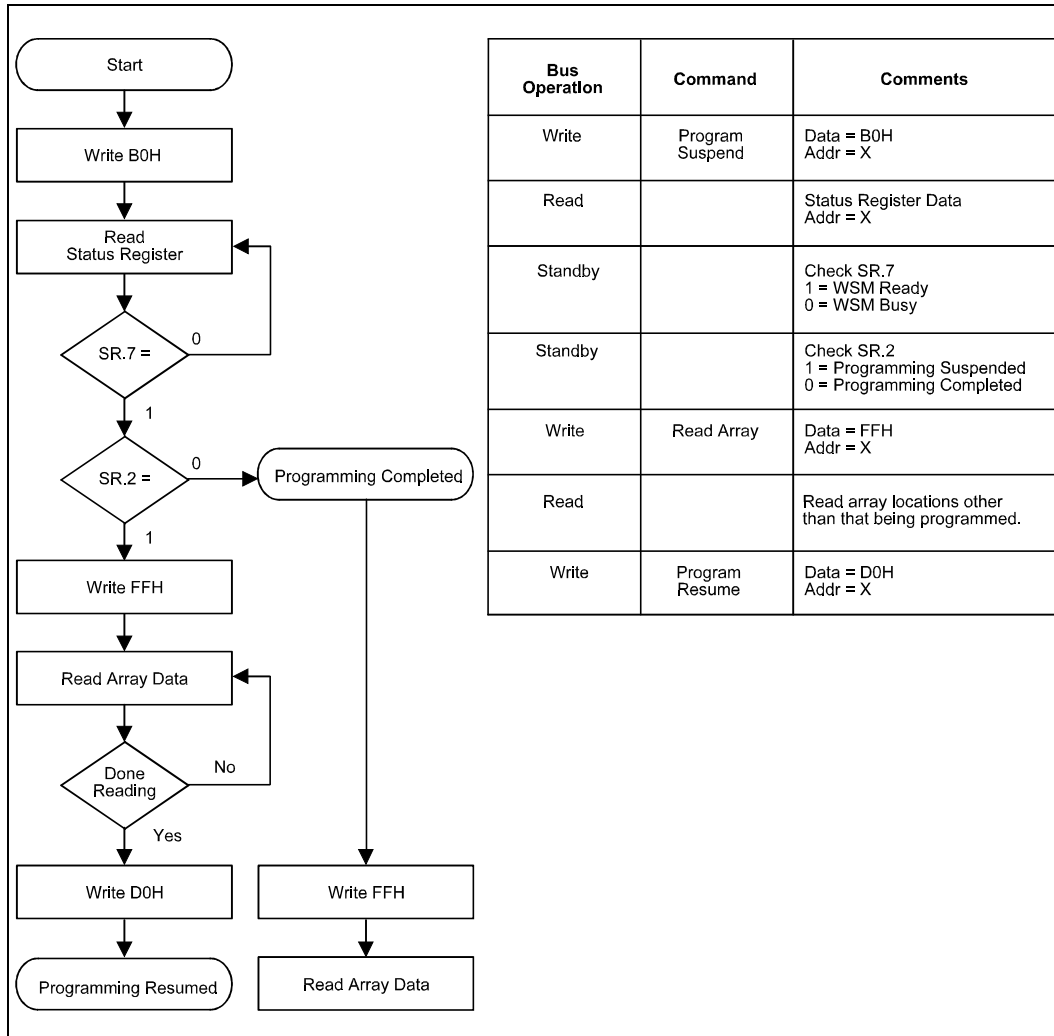 Start
Write B0H
Read
Status Register
0
SR.7 =
1
0
SR.2 =
Programming Completed
1
Write FFH
Read Array Data
Done
Reading
No
Yes
Write D0H
Write FFH
Programming Resumed
Read Array Data
Bus
Operation
Command
Comments
Write
Program
Suspend
Data = B0H
Addr = X
Read
Status Register Data
Addr = X
Standby
Check SR.7
1 = WSM Ready
0 = WSM Busy
Standby
Check SR.2
1 = Programming Suspended
0 = Programming Completed
Write
Read Array
Data = FFH
Addr = X
Read
Read array locations other
than that being programmed.
Write
Program
Resume
Data = D0H
Addr = X